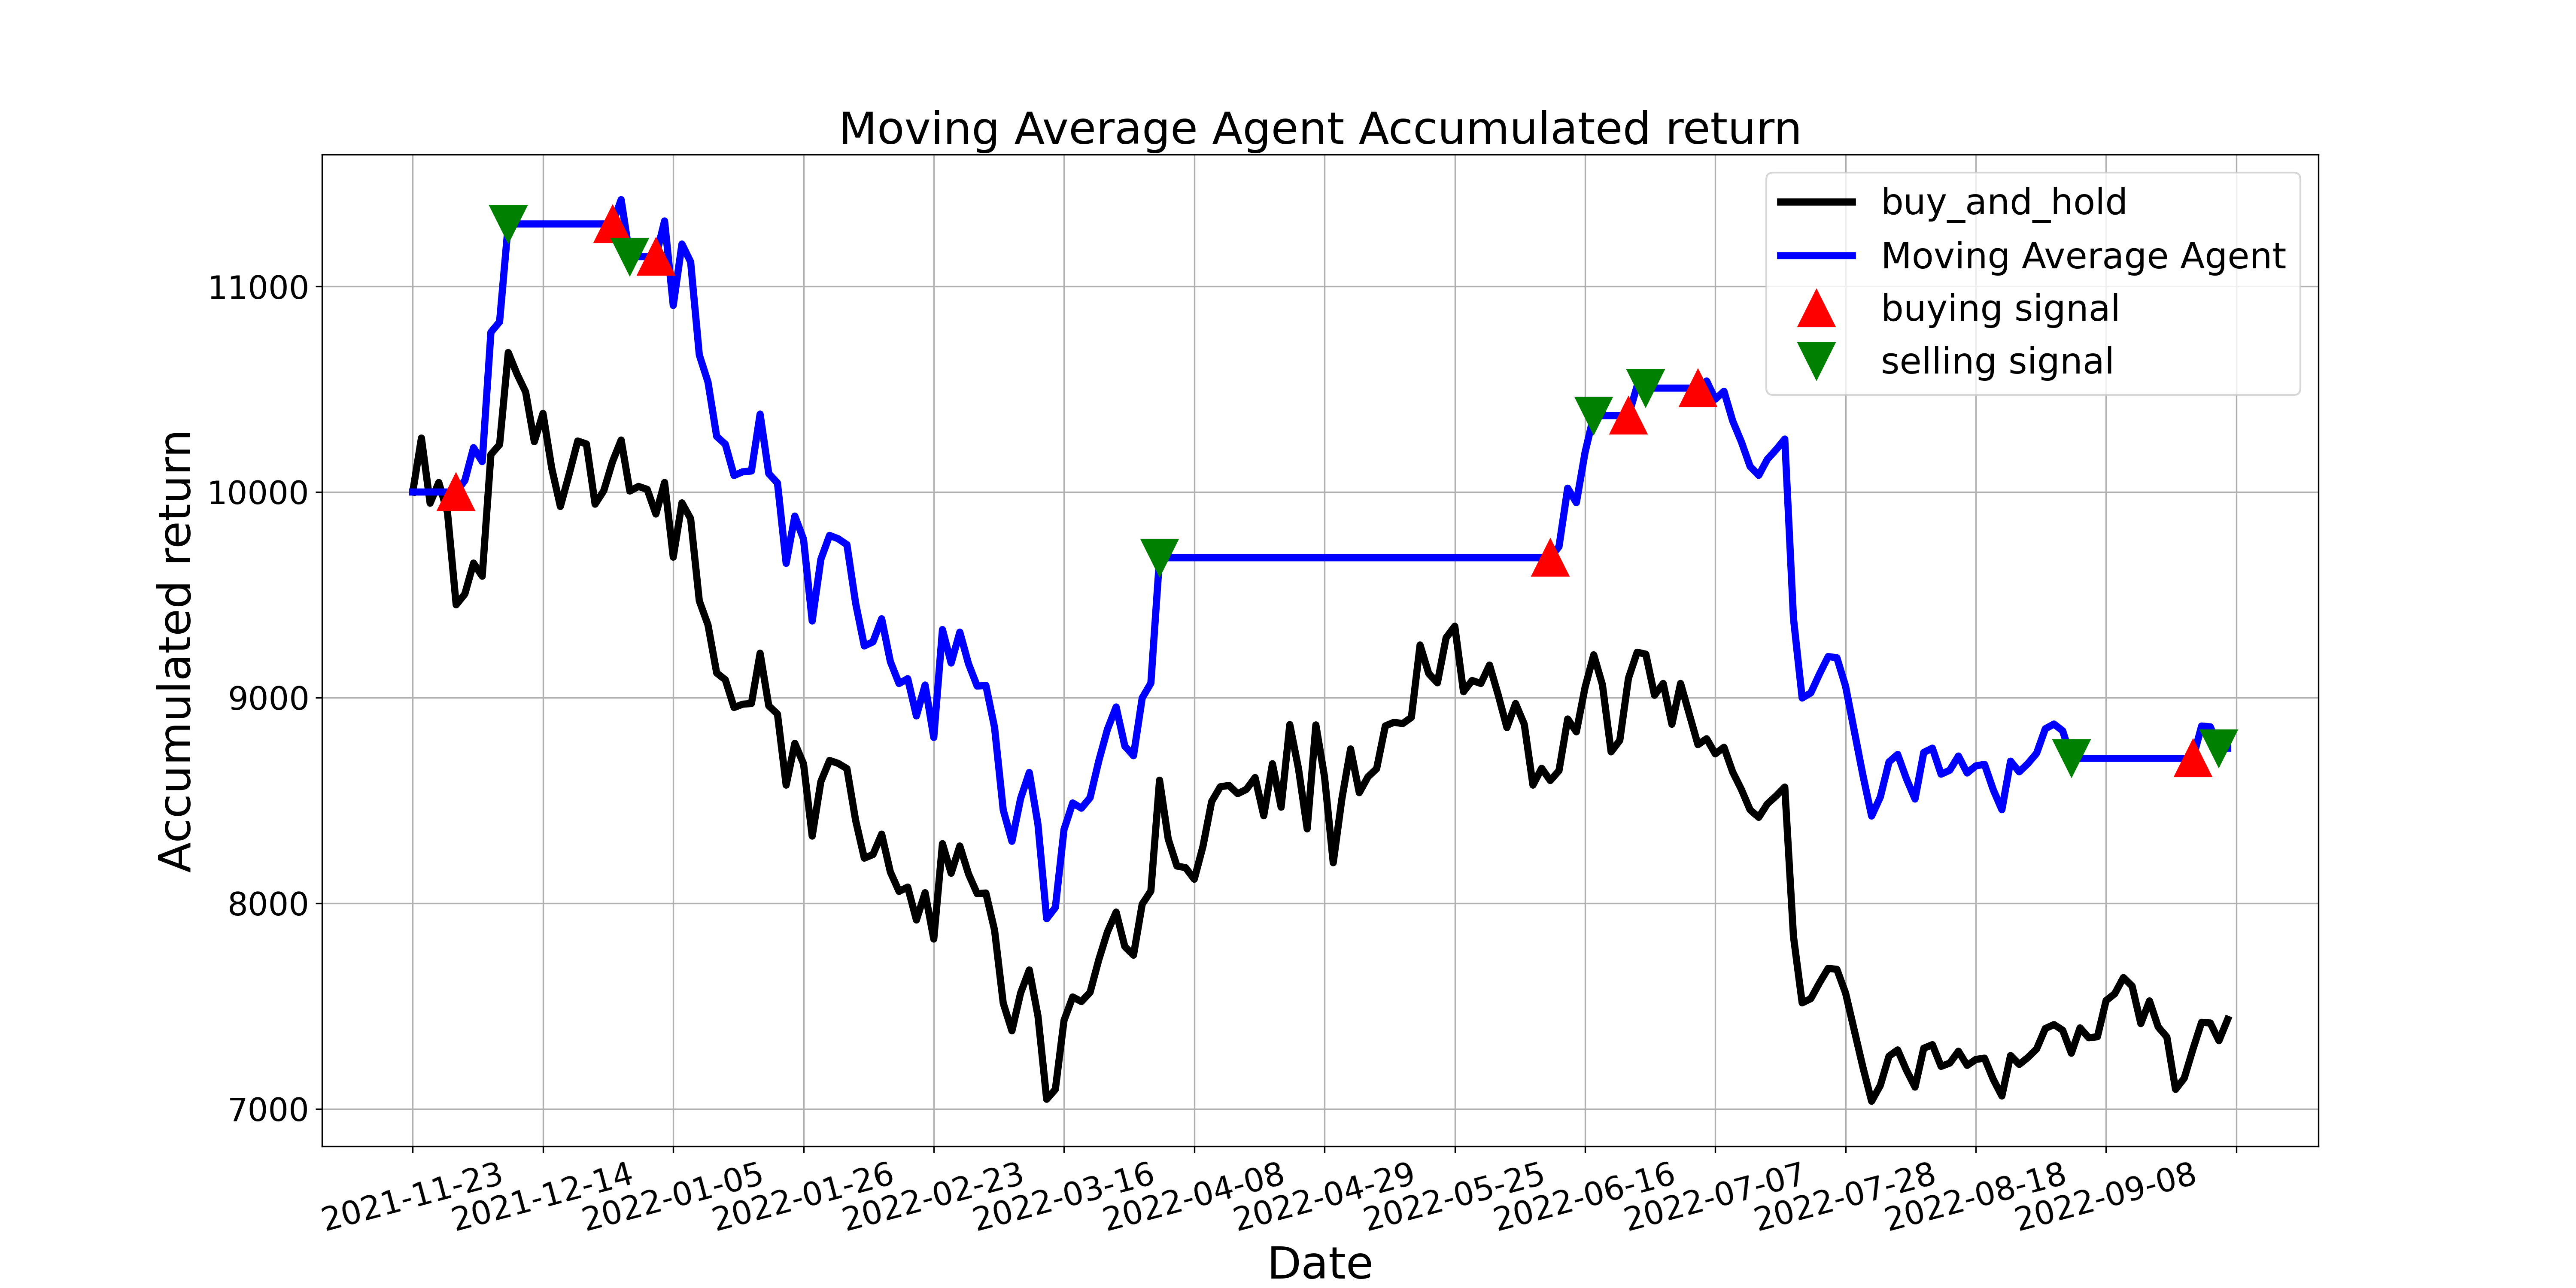 Moving Average Agent Accumulated return
buy_and_hold
Moving Average Agent
buying signal
selling signal
Accumulated return
11000
10000
9000
8000
7000
2021-11-23
2021-12-14
2022-01-05
2022-01-26
2022-02-23
2022-03-16
2022-04-08
2022-04-29
2022-05-25
2022-06-16
2022-07-07
2022-07-28
2022-08-18
2022-09-08
Date